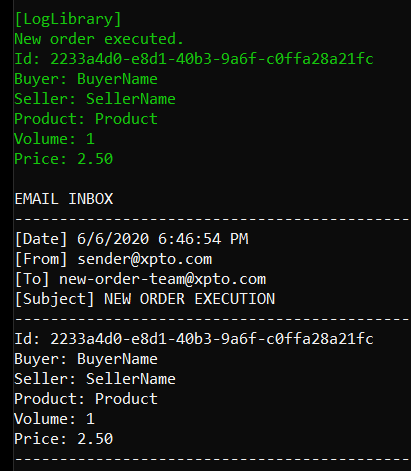 [LogLibrary]
New order executed.
Id: 2233a4d0-e8d1-40b3-9a6f-c0ffa28a21fc
Buyer: BuyerName
Seller: SellerName
Product: Product
Volume: 1
Price: 2.50
EMAIL INBOX
--------------------------------------------
[Date] 6/6/2020 6:46:54 PM
[From] sender@xpto.com
[To] new-order-team@xpto.com
[Subject] NEW ORDER EXECUTION
--------------------------------------------
Id: 2233a4d0-e8d1-40b3-9a6f-c0ffa28a21fc
Buyer: BuyerName
Seller: SellerName
Product: Product
Volume: 1
Price: 2.50
--------------------------------------------